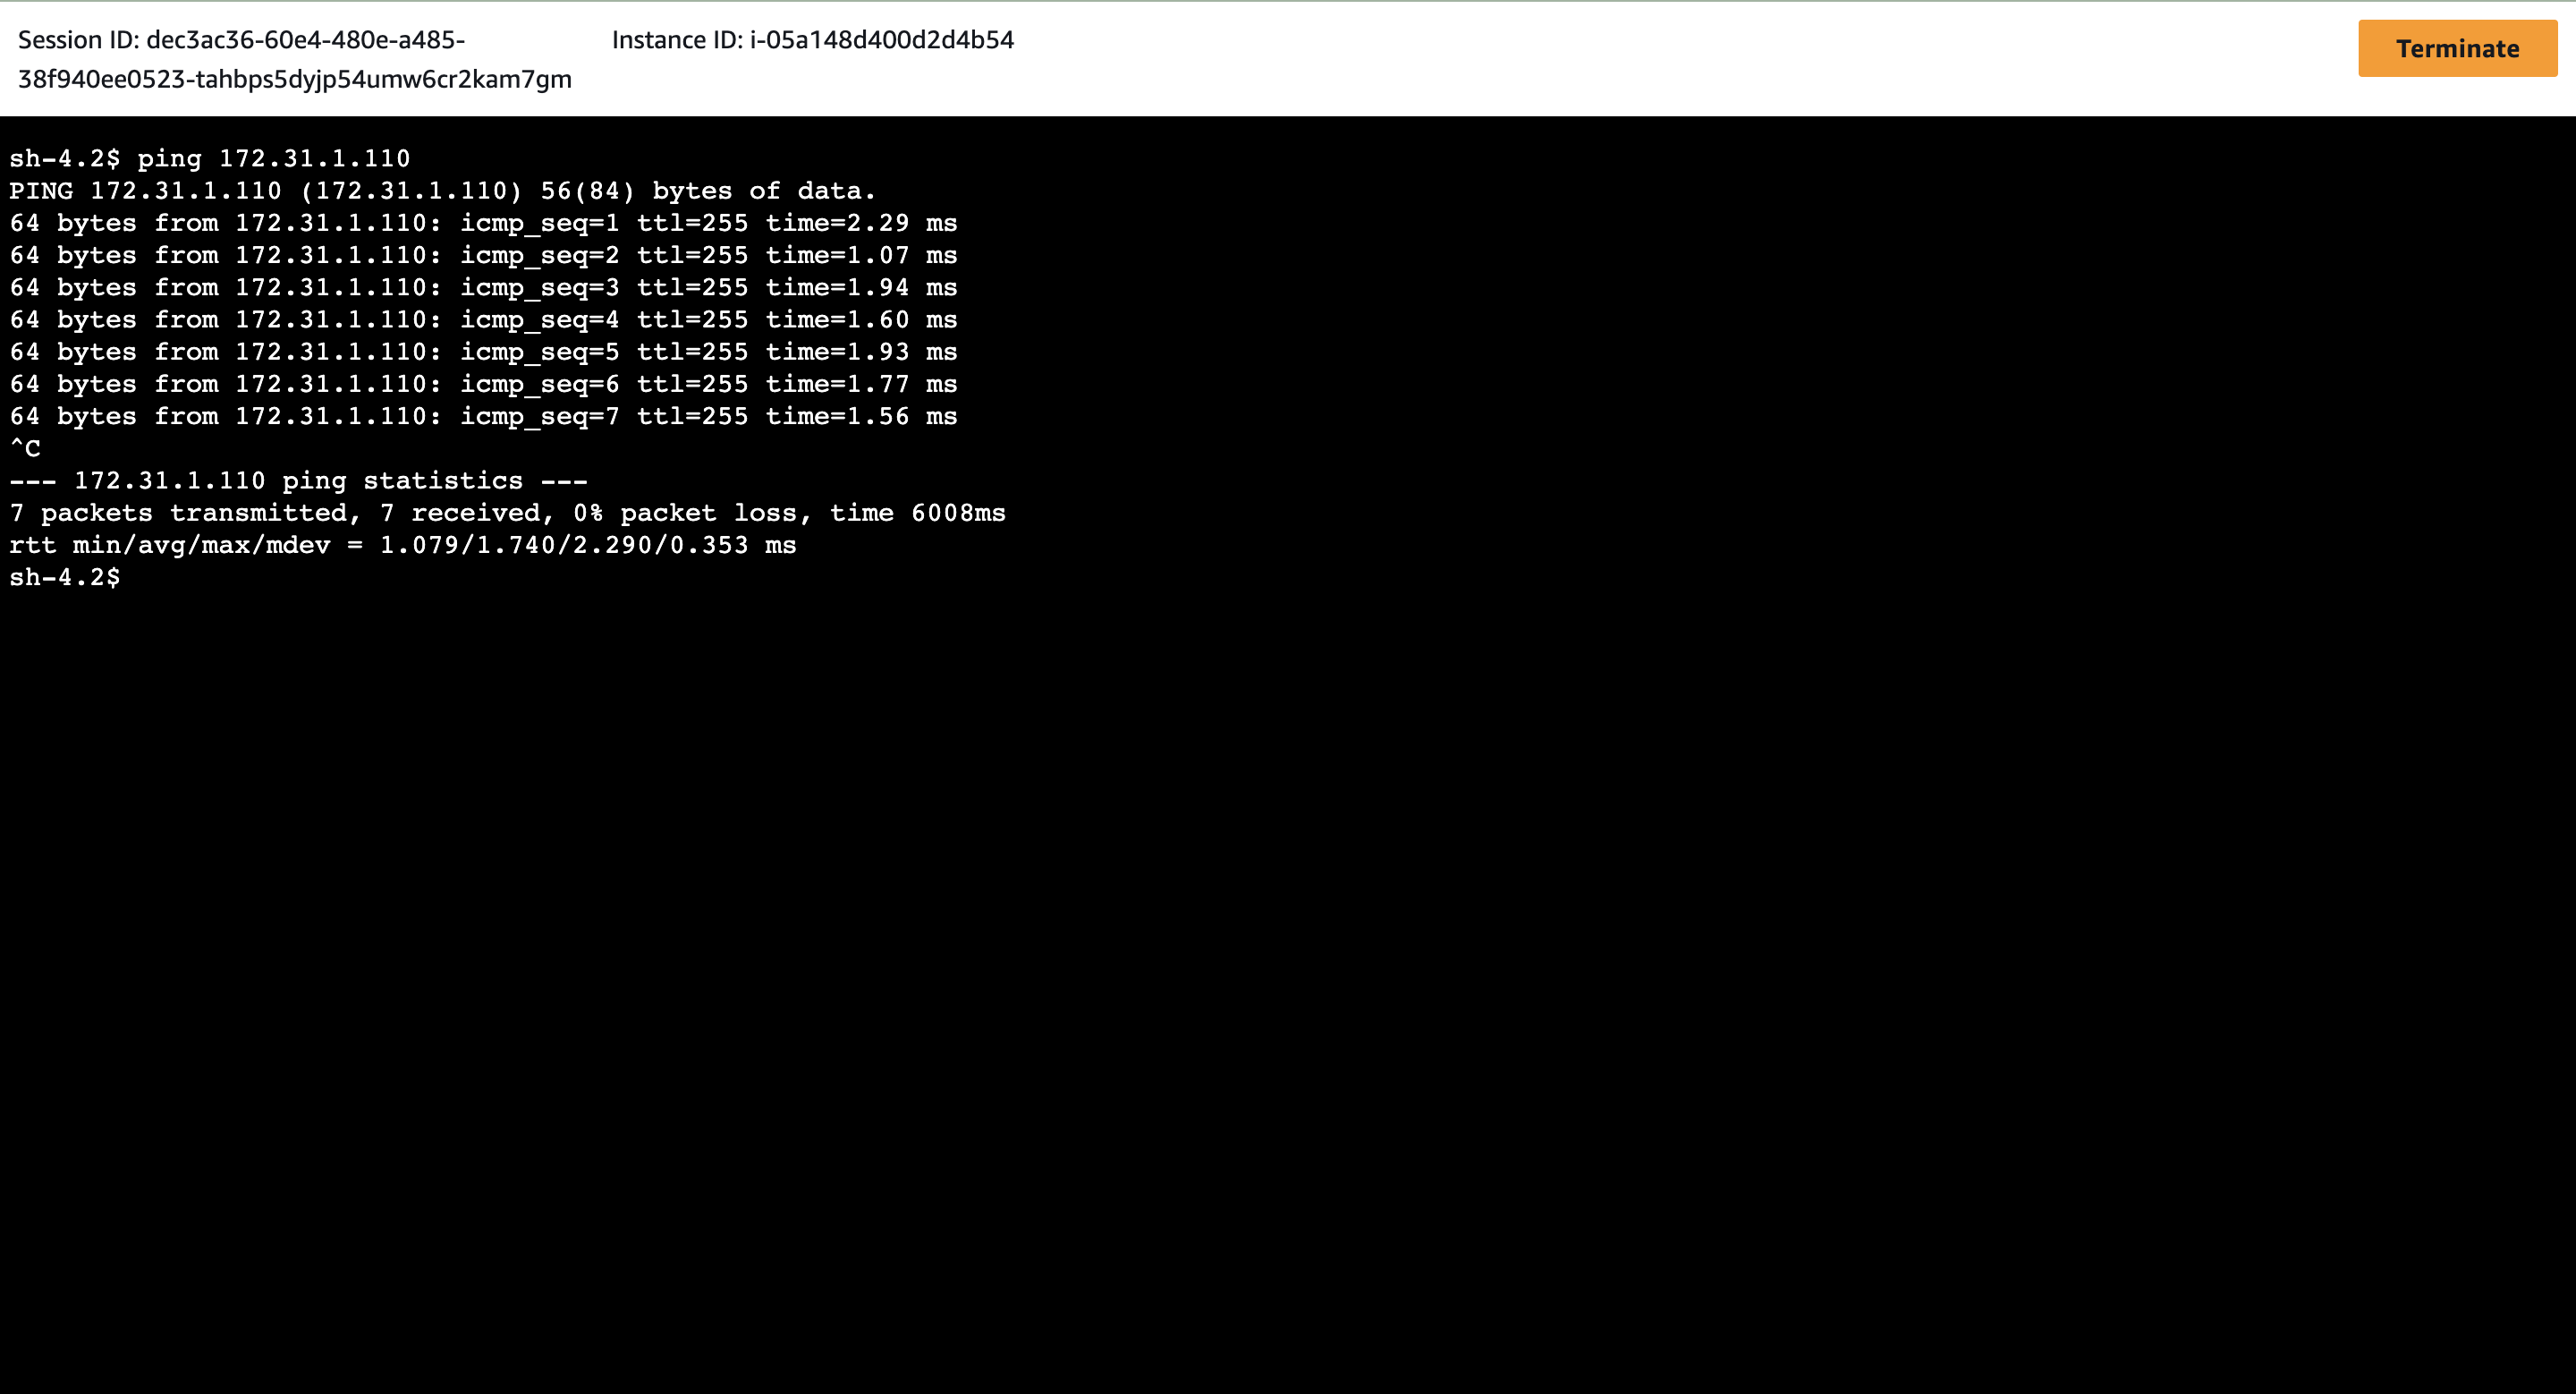 Session ID: dec3ac36-60e4-480e-a485-
38f940ee0523-tahbps5dyjp54umw6cr2kam7gm
Instance ID: i-05a148d400d2d4b54
Terminate
sh-4.2$ ping 172.31.1.110
PING 172.31.1.110 (172.31.1.110) 56(84) bytes of data.
64 bytes from 172.31.1.110: icmp_seq=1 ttl=255 time=2.29 ms
64 bytes from 172.31.1.110: icmp_seq=2 ttl=255 time=1.07 ms
64 bytes from 172.31.1.110: icmp_seq=3 ttl=255 time=1.94 ms
64 bytes from 172.31.1.110: icmp_seq=4 ttl=255 time=1.60 ms
64 bytes from 172.31.1.110: icmp_seq=5 ttl=255 time=1.93 ms
64 bytes from 172.31.1.110: icmp_seq=6 ttl=255 time=1.77 ms
64 bytes from 172.31.1.110: icmp_seq=7 ttl=255 time=1.56 ms
^C
--- 172.31.1.110 ping statistics ---
7 packets transmitted, 7 received, 0% packet loss, time 6008ms
rtt min/avg/max/mdev = 1.079/1.740/2.290/0.353 ms
sh-4.2$